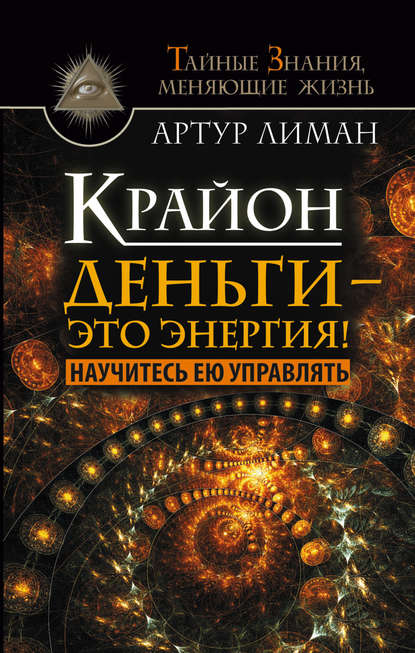 Тайные Знания,
меняющие жизнь
Артур Лиман
Крайон
Деньги –
это энергия!
НАУЧИТЕСЬ ЕЮ УПРАВЛЯТЬ